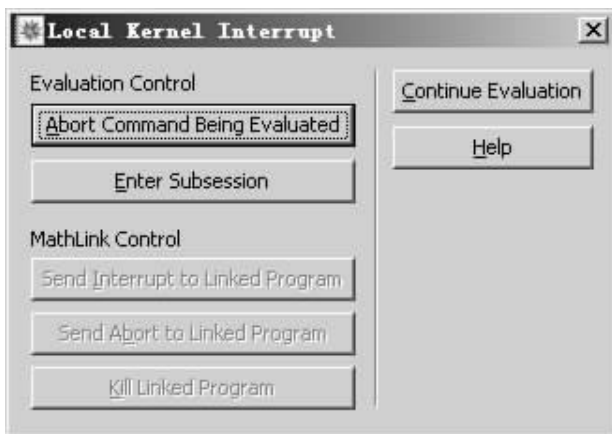 Local Kernel Interrupt
Evaluation Control
Abort Command Being Evaluated
Enter Subsession
MathLink Control
Send Interrupt to Linked Program
Send Abort to Linked Program
Kill Linked Program
Continue Evaluation
Help